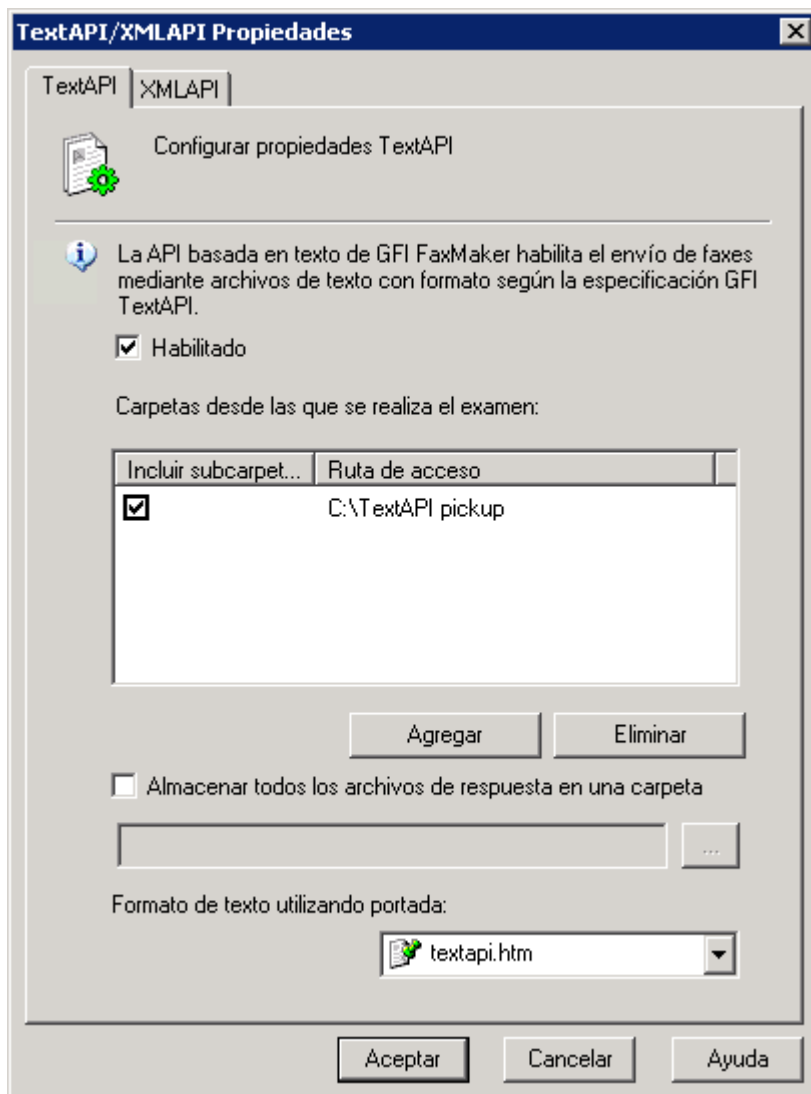 TextAPI/XMLAPI Propiedades
TextAPI
XMLAPI
Configurar propiedades TextAPI
La API basada en texto de GFI FaxMaker habilita el envío de faxes
mediante archivos de texto con formato según la especificación GFI
TextAPI.
Habilitado
Carpetas desde las que se realiza el examen:
Incluir subcarpet... Ruta de acceso
C:\TextAPI pickup
Agregar Eliminar
Almacenar todos los archivos de respuesta en una carpeta
...
Formato de texto utilizando portada:
textapi.htm
Aceptar Cancelar Ayuda